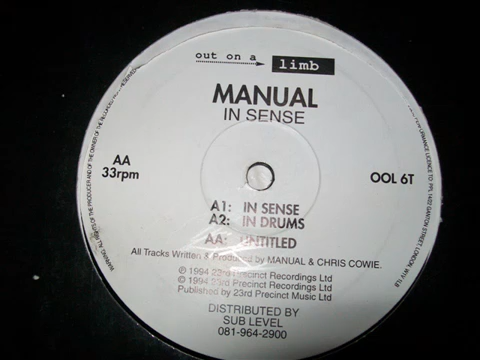 out on a limb
MANUAL
IN SENSE
AA
33rpm
OOL 6T
A1: IN SENSE
A2: IN DRUMS
AA: UNTITLED
All Tracks Written & Produced by MANUAL & CHRIS COWIE.
℗ 1994 23rd Precinct Recordings Ltd
© 1994 23rd Precinct Recordings Ltd
Published by 23rd Precinct Music Ltd
DISTRIBUTED BY
SUB LEVEL
081-964-2900